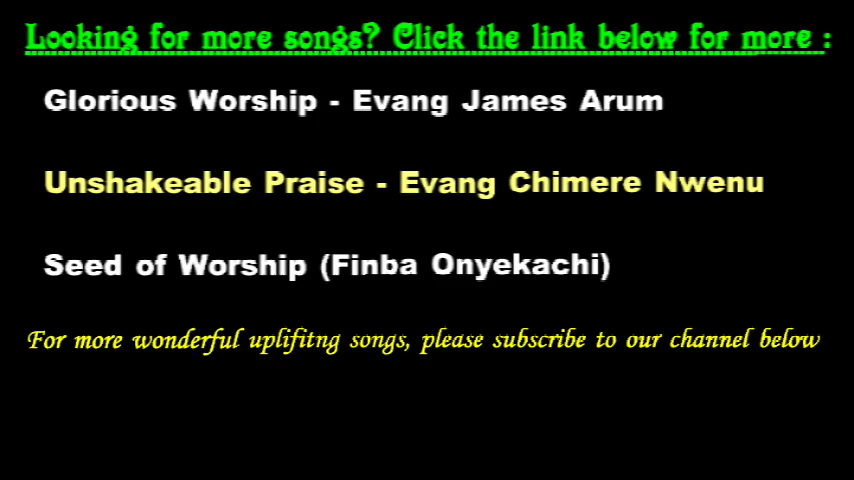 Looking for more songs? Click the link below for more :
Glorious Worship - Evang James Arum
Unshakeable Praise - Evang Chimere Nwenu
Seed of Worship (Finba Onyekachi)
For more wonderful uplifitng songs, please subscribe to our channel below